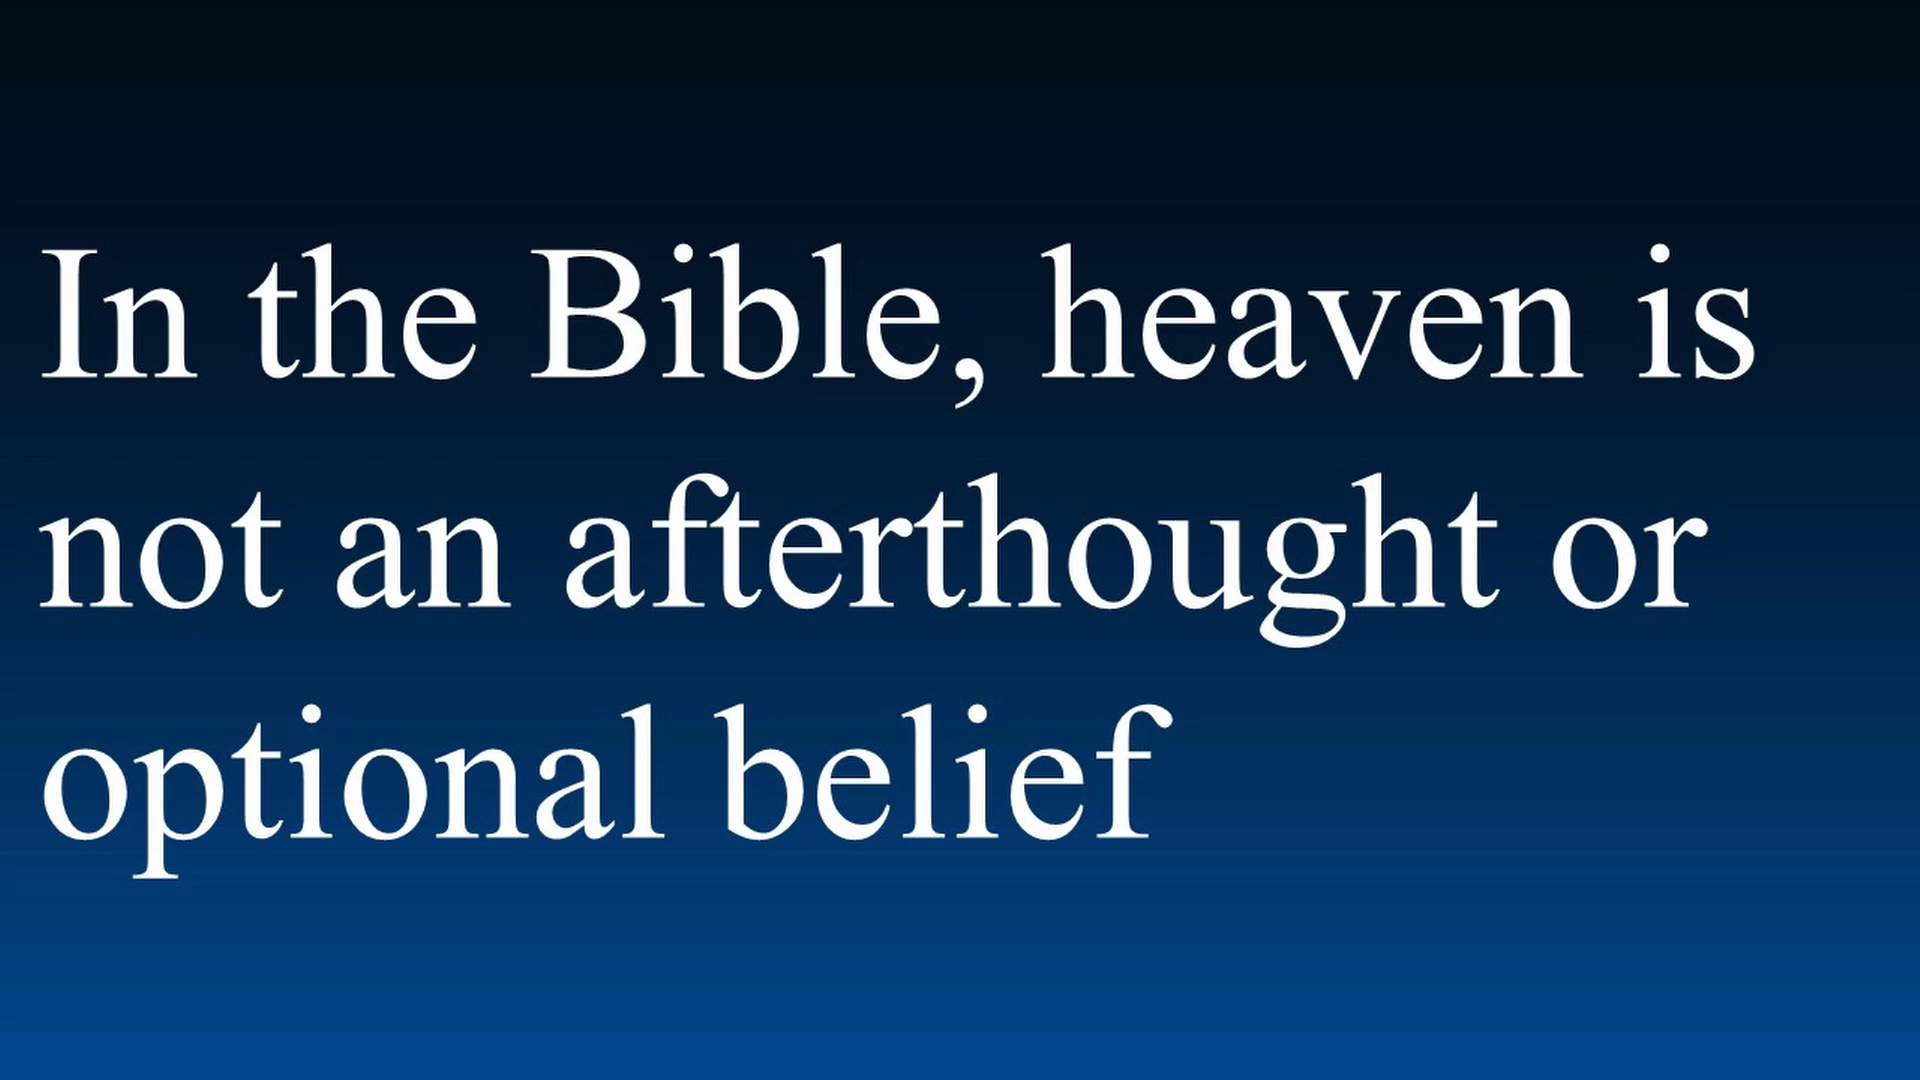 In the Bible, heaven is
not an afterthought or
optional belief